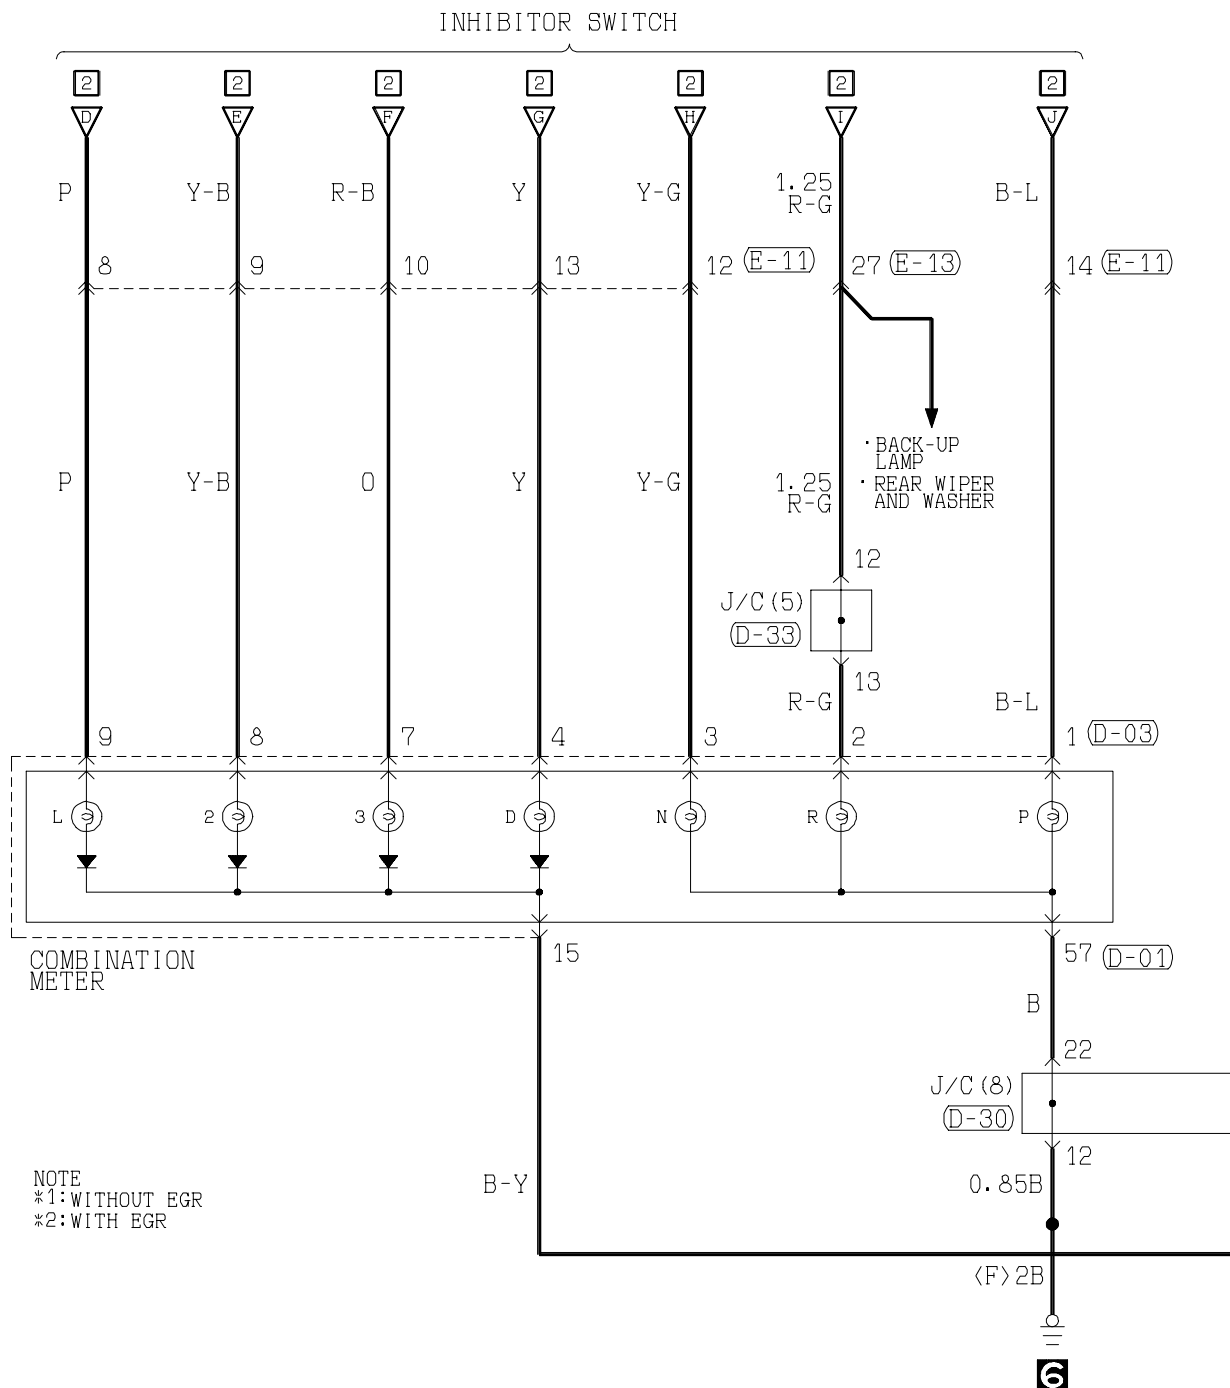 INHIBITOR SWITCH
2 2 2 2 2 2 2
D E F G H I J
P Y-B R-B Y Y-G 1.25 B-L
R-G
8 9 10 13 12 E-11 27 E-13 14 E-11
·BACK-UP
LAMP
·REAR WIPER
AND WASHER
P Y-B O Y Y-G 1.25
R-G
12
J/C(5)
D-33
13
R-G B-L
9 8 7 4 3 2 1 D-03
L 2 3 D N R P
COMBINATION
METER
15 57 D-01
B
22
J/C(8)
D-30
12
NOTE
*1:WITHOUT EGR
*2:WITH EGR
B-Y 0.85B
〈F〉2B
6